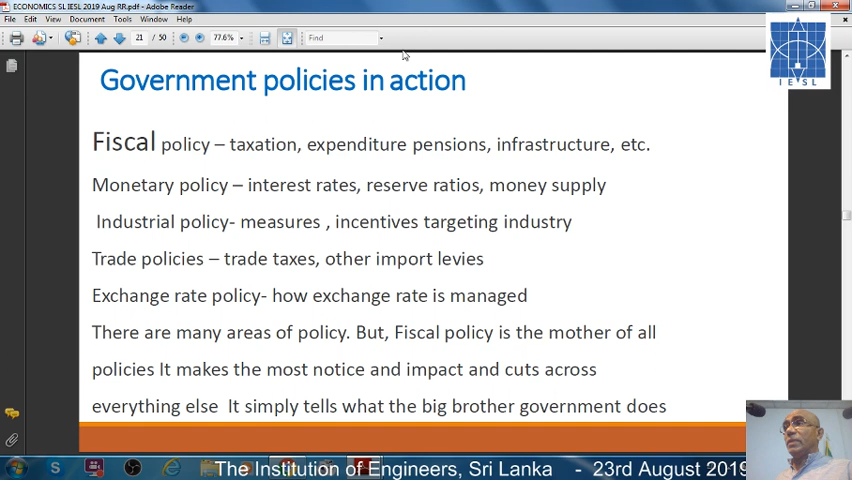 ECONOMICS SL IESL 2019 Aug RR.pdf - Adobe Reader
File Edit View Document Tools Window Help
21 / 50 77.6% Find
IESL
Government policies in action
Fiscal policy – taxation, expenditure pensions, infrastructure, etc.
Monetary policy – interest rates, reserve ratios, money supply
Industrial policy- measures , incentives targeting industry
Trade policies – trade taxes, other import levies
Exchange rate policy- how exchange rate is managed
There are many areas of policy. But, Fiscal policy is the mother of all
policies It makes the most notice and impact and cuts across
everything else It simply tells what the big brother government does
The Institution of Engineers, Sri Lanka - 23rd August 2019